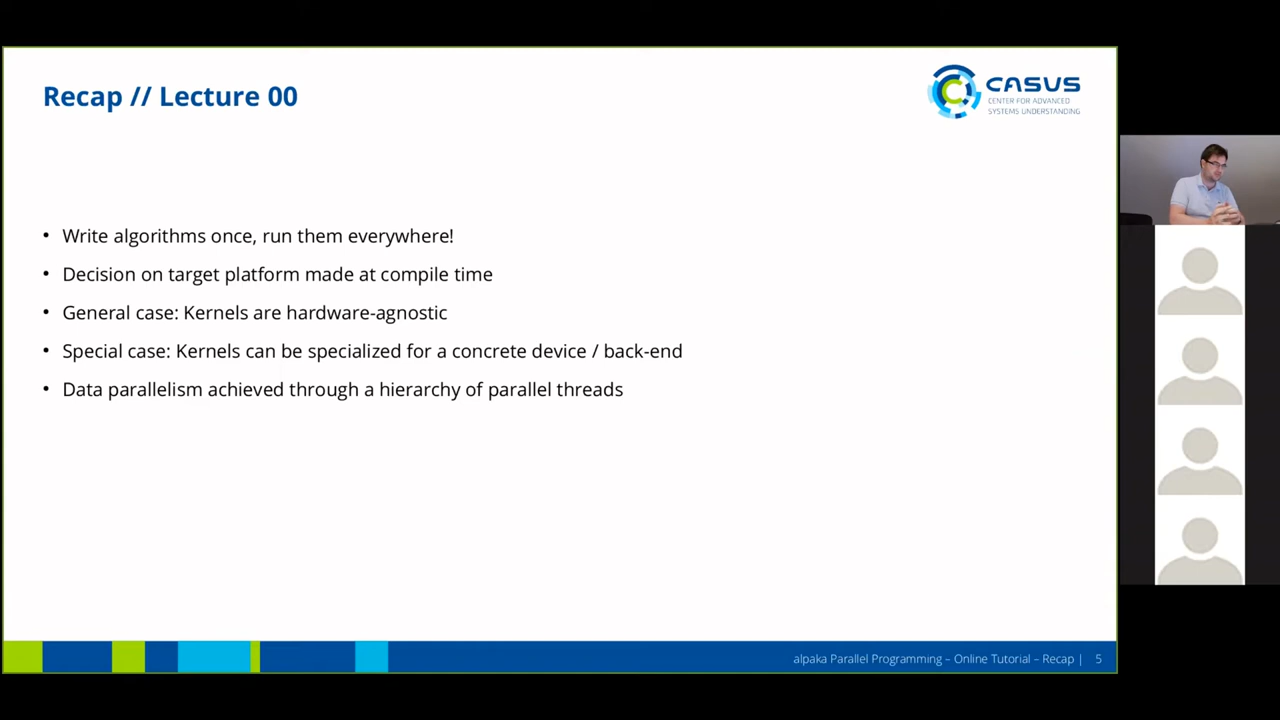 Recap // Lecture 00
CASUS
CENTER FOR ADVANCED
SYSTEMS UNDERSTANDING
• Write algorithms once, run them everywhere!
• Decision on target platform made at compile time
• General case: Kernels are hardware-agnostic
• Special case: Kernels can be specialized for a concrete device / back-end
• Data parallelism achieved through a hierarchy of parallel threads
alpaka Parallel Programming – Online Tutorial – Recap | 5